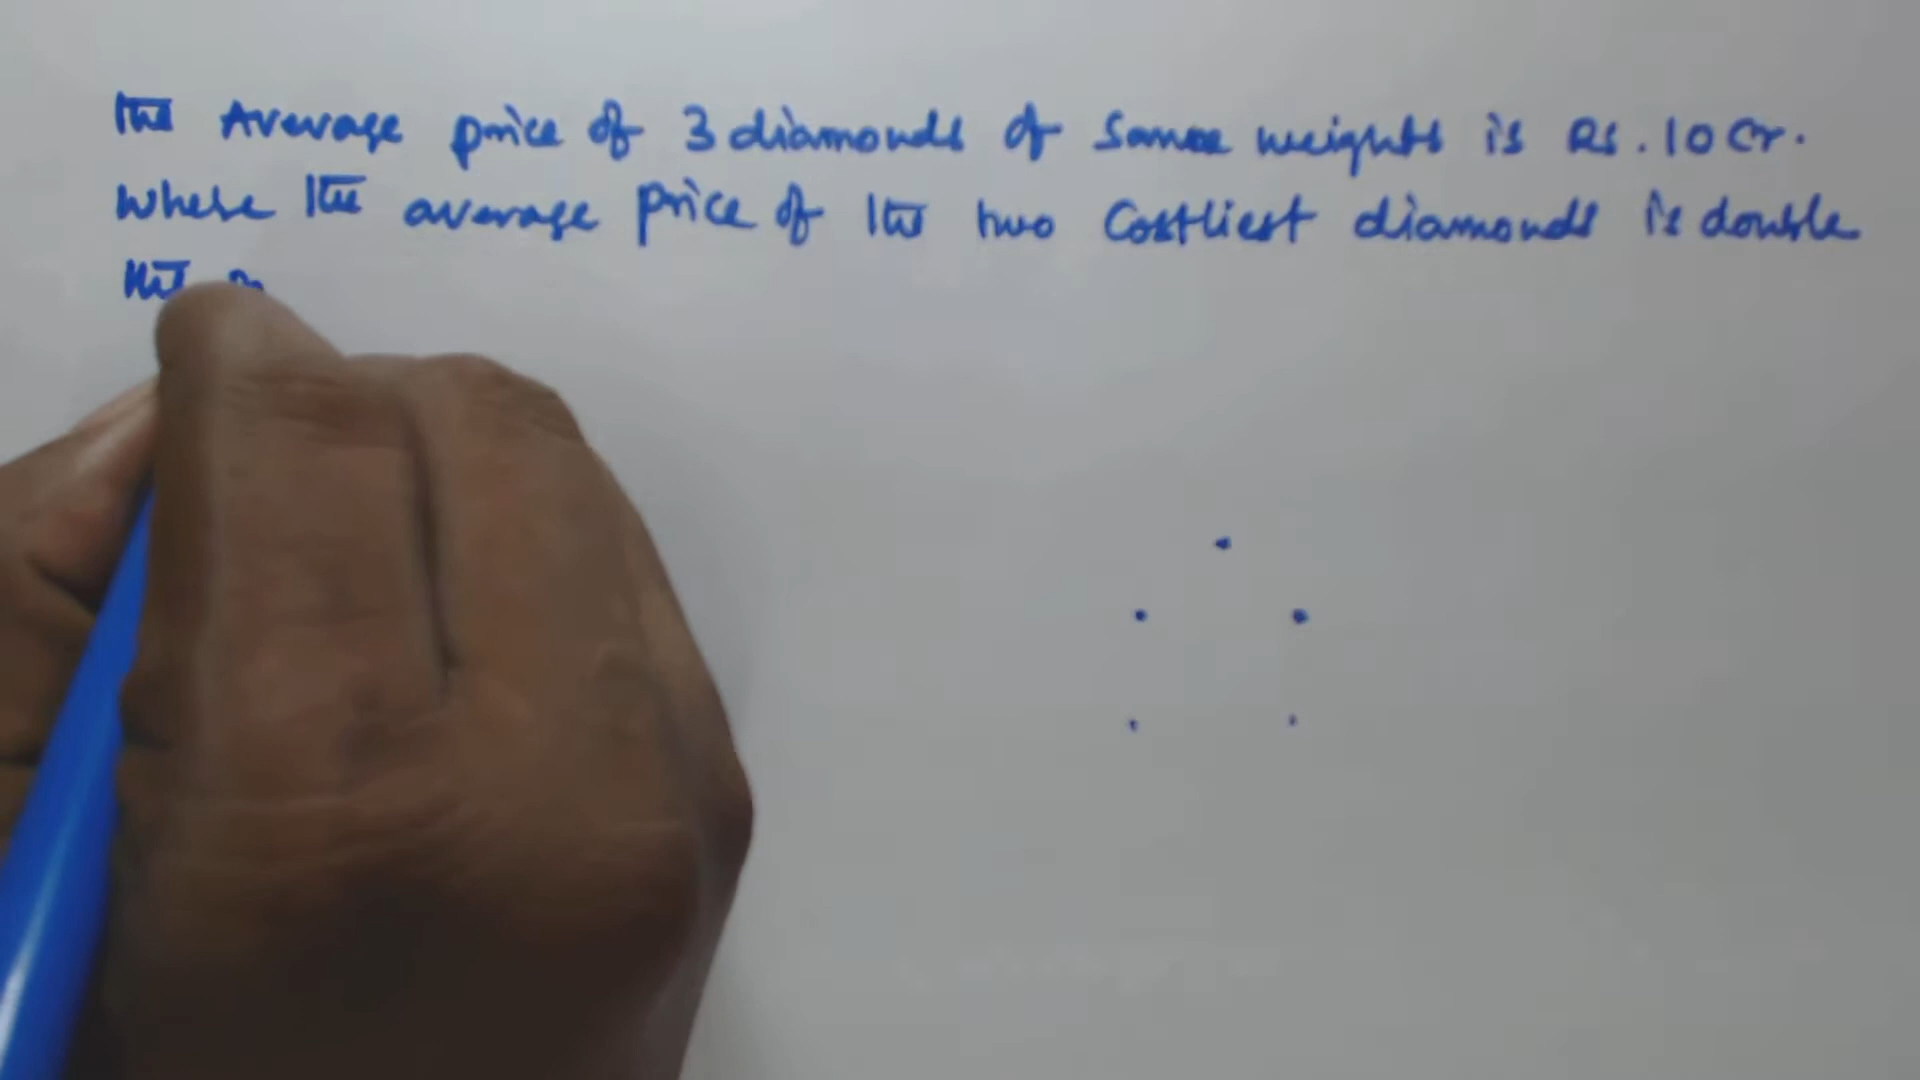 The Average price of 3 diamonds of Same weights is Rs. 10 Cr.
Where the average price of the two Costliest diamonds is double
the